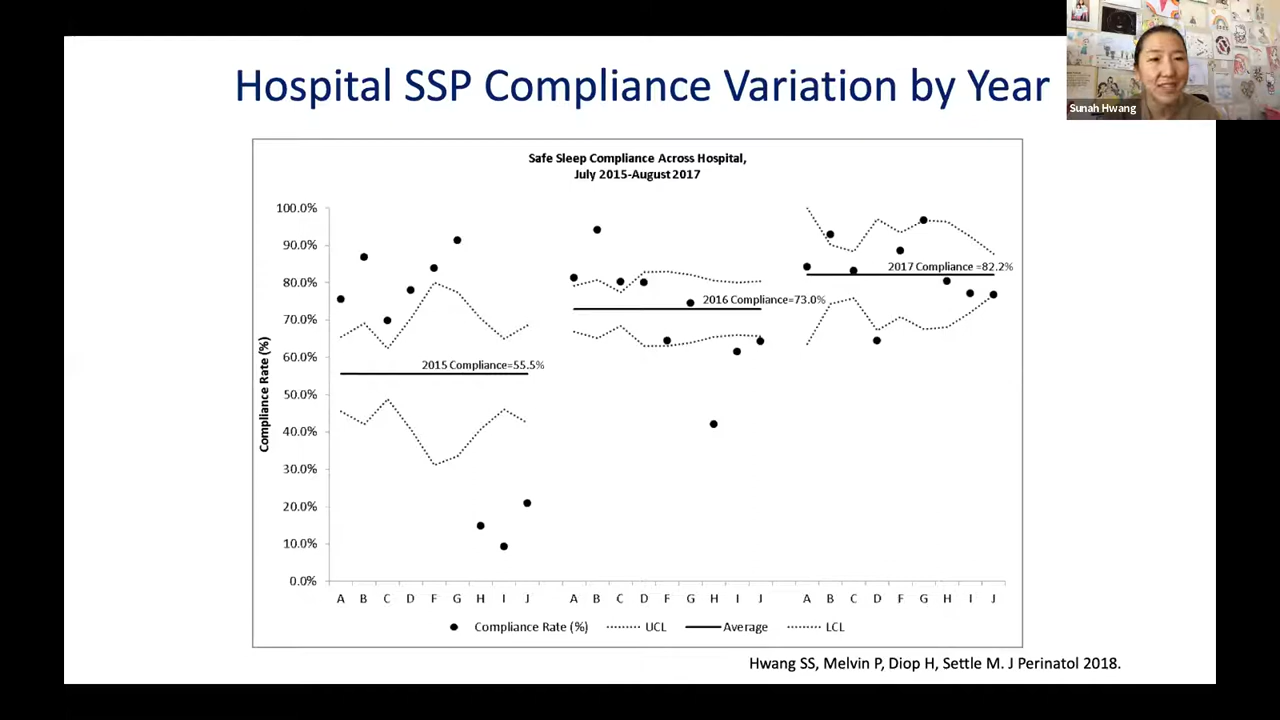 Hospital SSP Compliance Variation by Year
Sunah Hwang
Safe Sleep Compliance Across Hospital,
July 2015-August 2017
Compliance Rate (%)
100.0%
90.0%
80.0%
70.0%
60.0%
50.0%
40.0%
30.0%
20.0%
10.0%
0.0%
2015 Compliance=55.5%
2016 Compliance=73.0%
2017 Compliance =82.2%
A B C D F G H I J A B C D F G H I J A B C D F G H I J
Compliance Rate (%) UCL Average LCL
Hwang SS, Melvin P, Diop H, Settle M. J Perinatol 2018.